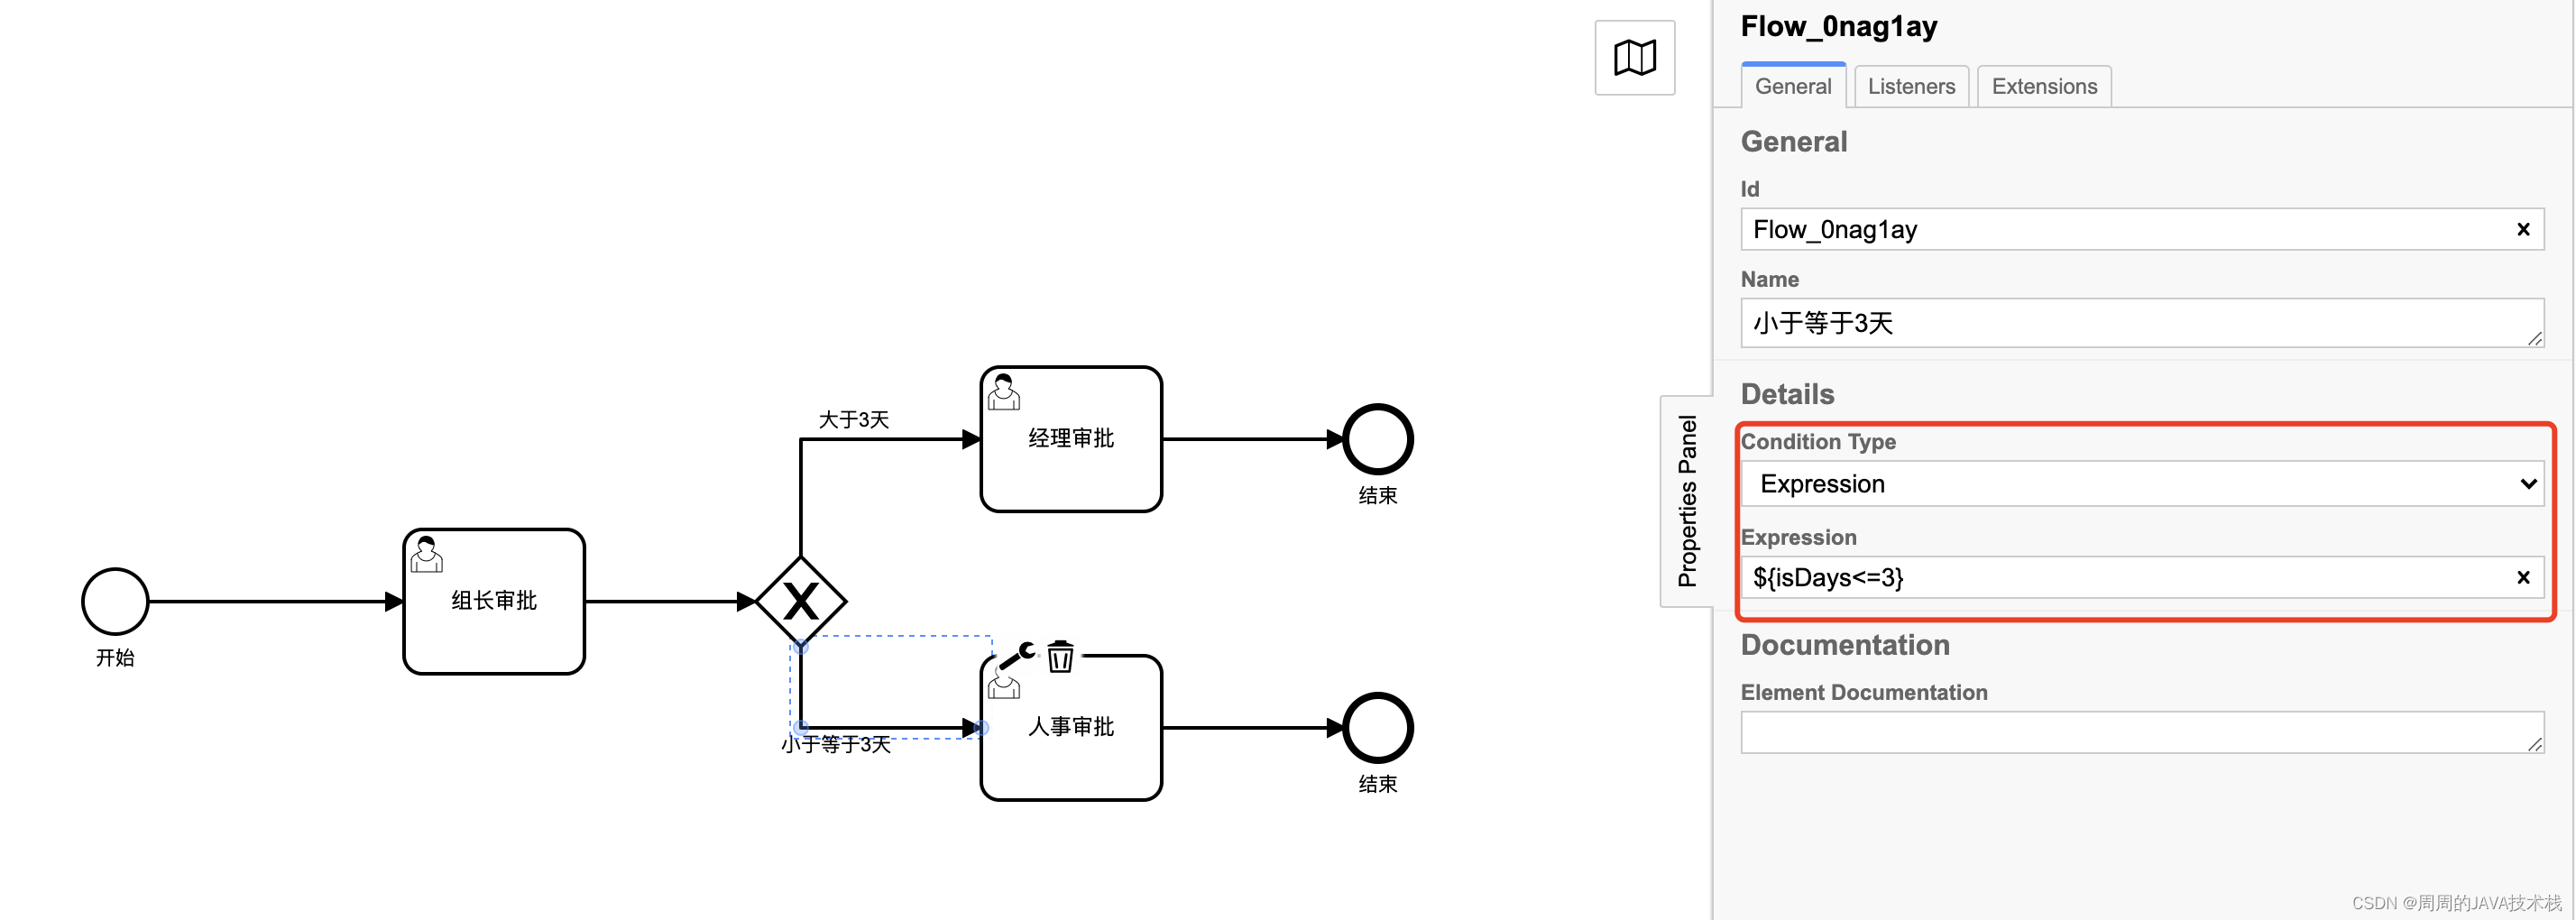 开始
组长审批
X
大于3天
经理审批
结束
小于等于3天
人事审批
结束
Properties Panel
Flow_0nag1ay
General
Listeners
Extensions
General
Id
Flow_0nag1ay
Name
小于等于3天
Details
Condition Type
Expression
Expression
${isDays<=3}
Documentation
Element Documentation
CSDN @周周的JAVA技术栈